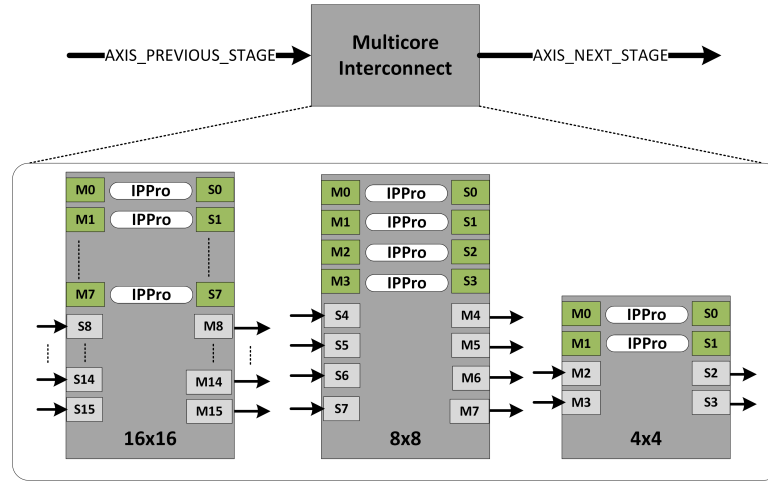 AXIS_PREVIOUS_STAGE
Multicore
Interconnect
AXIS_NEXT_STAGE
M0 IPPro S0
M1 IPPro S1
M7 IPPro S7
S8 M8
S14 M14
S15 M15
16x16
M0 IPPro S0
M1 IPPro S1
M2 IPPro S2
M3 IPPro S3
S4 M4
S5 M5
S6 M6
S7 M7
8x8
M0 IPPro S0
M1 IPPro S1
M2 S2
M3 S3
4x4